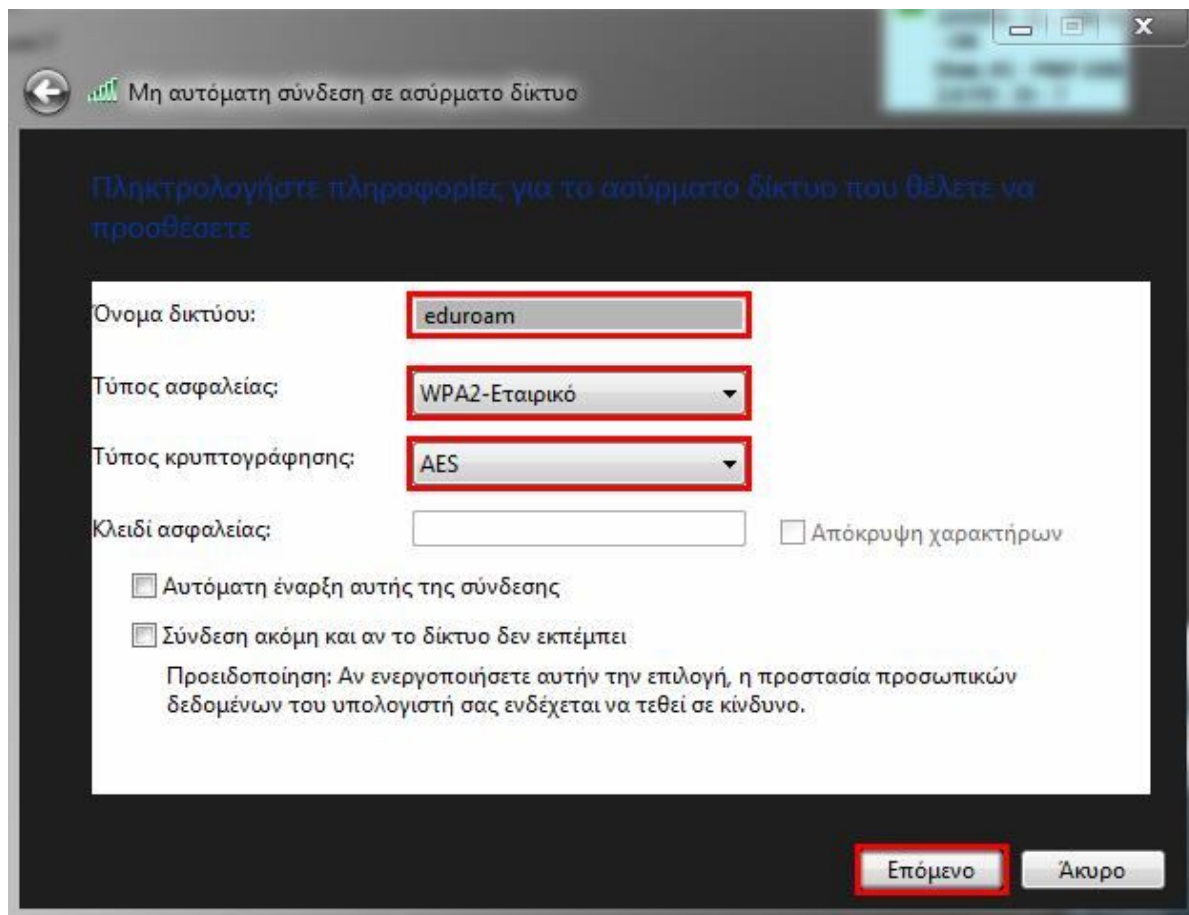 Μη αυτόματη σύνδεση σε ασύρματο δίκτυο
Πληκτρολογήστε πληροφορίες για το ασύρματο δίκτυο που θέλετε να
προσθέσετε
Όνομα δικτύου: eduroam
Τύπος ασφαλείας: WPA2-Εταιρικό
Τύπος κρυπτογράφησης: AES
Κλειδί ασφαλείας: Απόκρυψη χαρακτήρων
Αυτόματη έναρξη αυτής της σύνδεσης
Σύνδεση ακόμη και αν το δίκτυο δεν εκπέμπει
Προειδοποίηση: Αν ενεργοποιήσετε αυτήν την επιλογή, η προστασία προσωπικών
δεδομένων του υπολογιστή σας ενδέχεται να τεθεί σε κίνδυνο.
Επόμενο Άκυρο